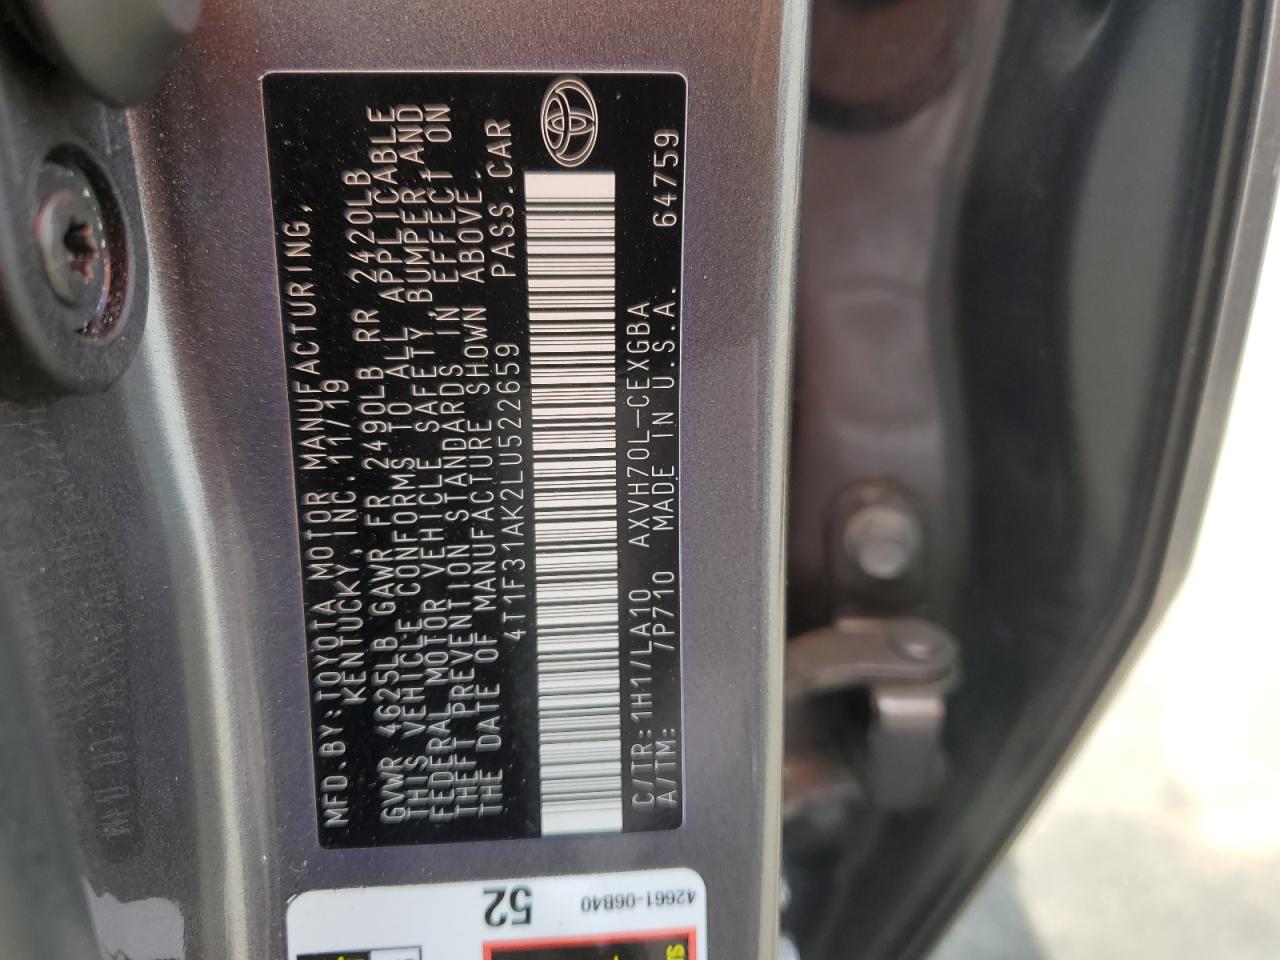 MFD. BY: TOYOTA MOTOR MANUFACTURING,
KENTUCKY, INC. 11/19
GVWR 4625LB GAWR FR 2490LB RR 2420LB
THIS VEHICLE CONFORMS TO ALL APPLICABLE
FEDERAL MOTOR VEHICLE SAFETY, BUMPER, AND
THEFT PREVENTION STANDARDS IN EFFECT ON
THE DATE OF MANUFACTURE SHOWN ABOVE.
4T1F31AK2LU522659 PASS. CAR
C/TR: 1H1/LA10 AXVH70L-CEXGBA
A/TM: /P710 MADE IN U.S.A. 64759
52
42661-06B40